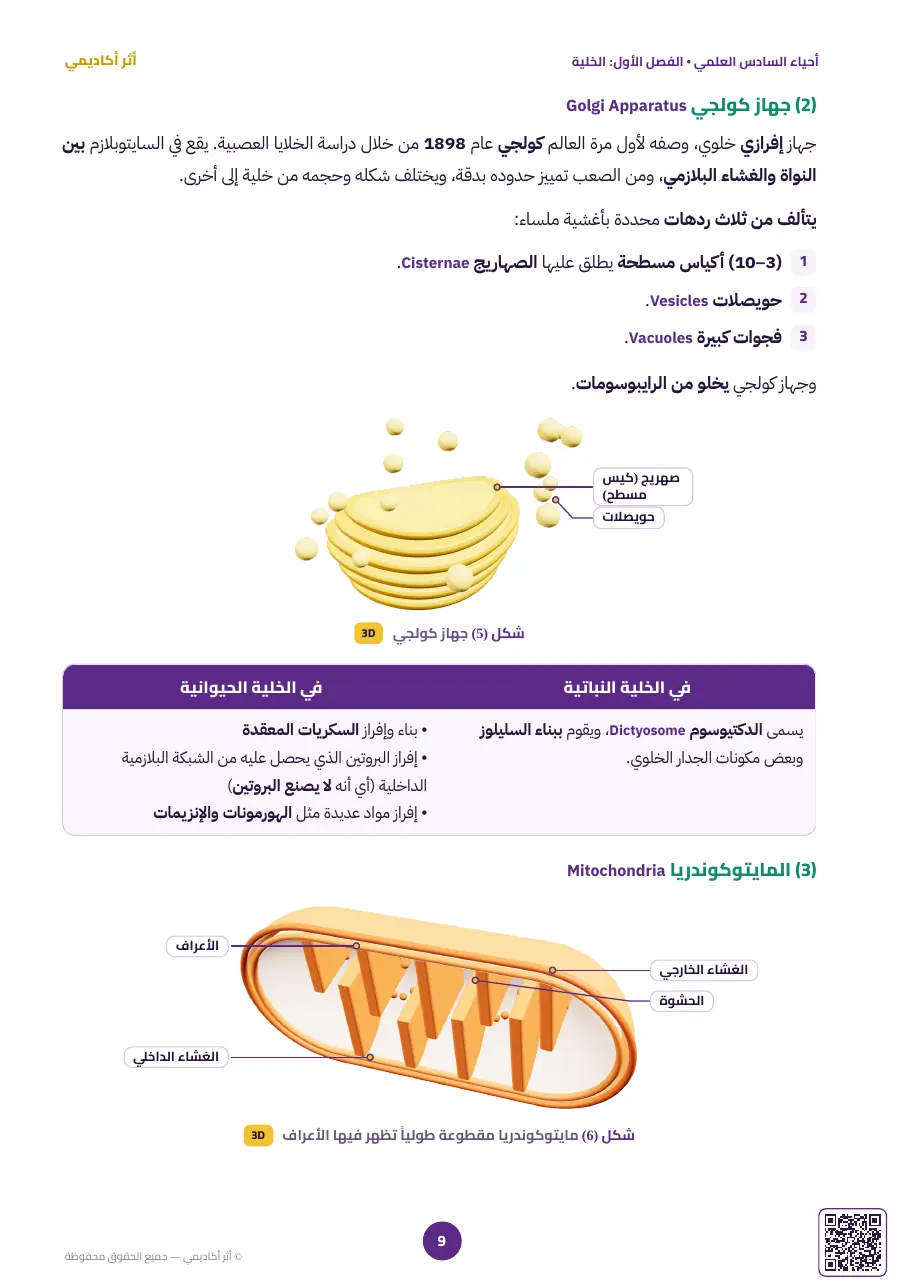 أحياء السادس العلمي • الفصل الأول: الخلية
أثر أكاديمي
(2) جهاز كولجي Golgi Apparatus
جهاز إفرازي خلوي، وصفه لأول مرة العالم كولجي عام 1898 من خلال دراسة الخلايا العصبية. يقع في السايتوبلازم بين
النواة والغشاء البلازمي، ومن الصعب تمييز حدوده بدقة، ويختلف شكله وحجمه من خلية إلى أخرى.
يتألف من ثلاث ردهات محددة بأغشية ملساء:
1 (3–10) أكياس مسطحة يطلق عليها الصهاريج Cisternae.
2 حويصلات Vesicles.
3 فجوات كبيرة Vacuoles.
وجهاز كولجي يخلو من الرايبوسومات.
صهريج (كيس
مسطح)
حويصلات
شكل (5) جهاز كولجي 3D
في الخلية النباتية
في الخلية الحيوانية
يسمى الدكتيوسوم Dictyosome، ويقوم ببناء السليلوز
وبعض مكونات الجدار الخلوي.
• بناء وإفراز السكريات المعقدة
• إفراز البروتين الذي يحصل عليه من الشبكة البلازمية
الداخلية (أي أنه لا يصنع البروتين)
• إفراز مواد عديدة مثل الهورمونات والإنزيمات
(3) المايتوكوندريا Mitochondria
الأعراف
الغشاء الخارجي
الحشوة
الغشاء الداخلي
شكل (6) مايتوكوندريا مقطوعة طولياً تظهر فيها الأعراف 3D
9
© أثر أكاديمي — جميع الحقوق محفوظة